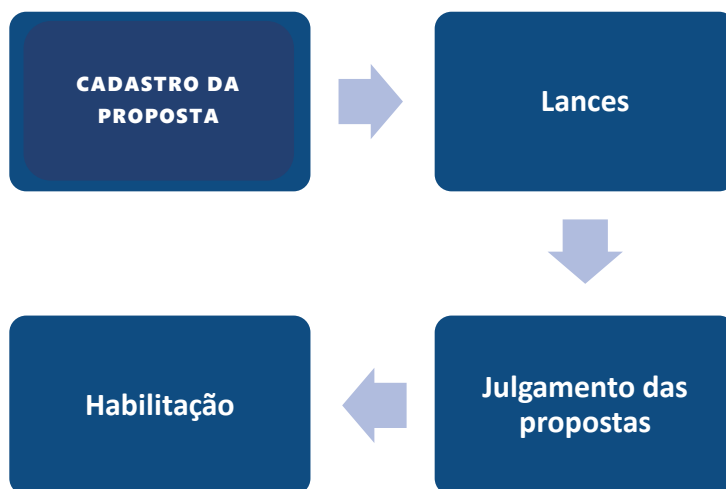 CADASTRO DA
PROPOSTA
Lances
Julgamento das
propostas
Habilitação